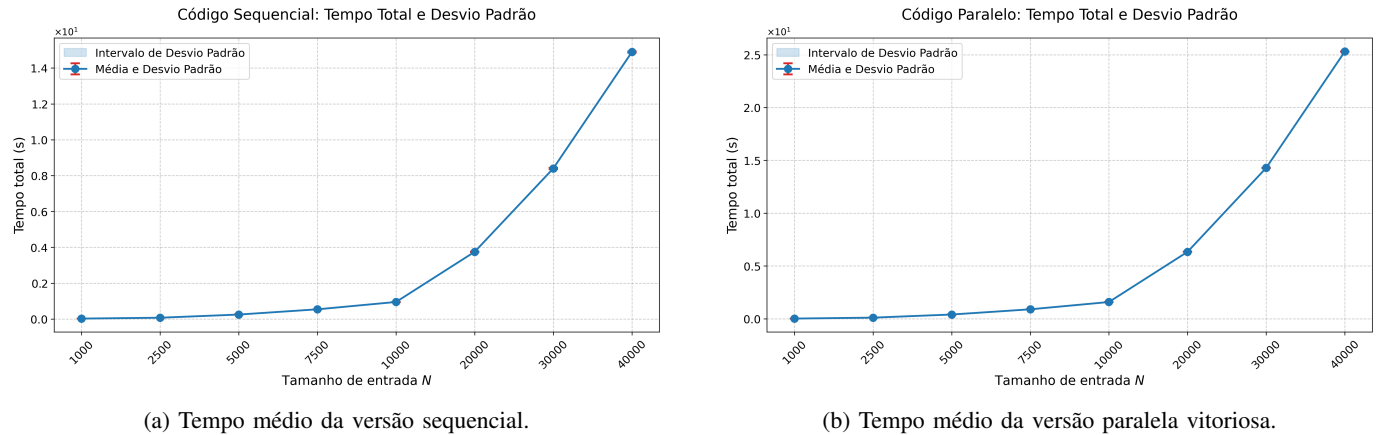 Código Sequencial: Tempo Total e Desvio Padrão
×10¹
Intervalo de Desvio Padrão
Média e Desvio Padrão
1.4
1.2
1.0
0.8
0.6
0.4
0.2
0.0
Tempo total (s)
1000 2500 5000 7500 10000 20000 30000 40000
Tamanho de entrada N
(a) Tempo médio da versão sequencial.
Código Paralelo: Tempo Total e Desvio Padrão
×10¹
Intervalo de Desvio Padrão
Média e Desvio Padrão
2.5
2.0
1.5
1.0
0.5
0.0
Tempo total (s)
1000 2500 5000 7500 10000 20000 30000 40000
Tamanho de entrada N
(b) Tempo médio da versão paralela vitoriosa.